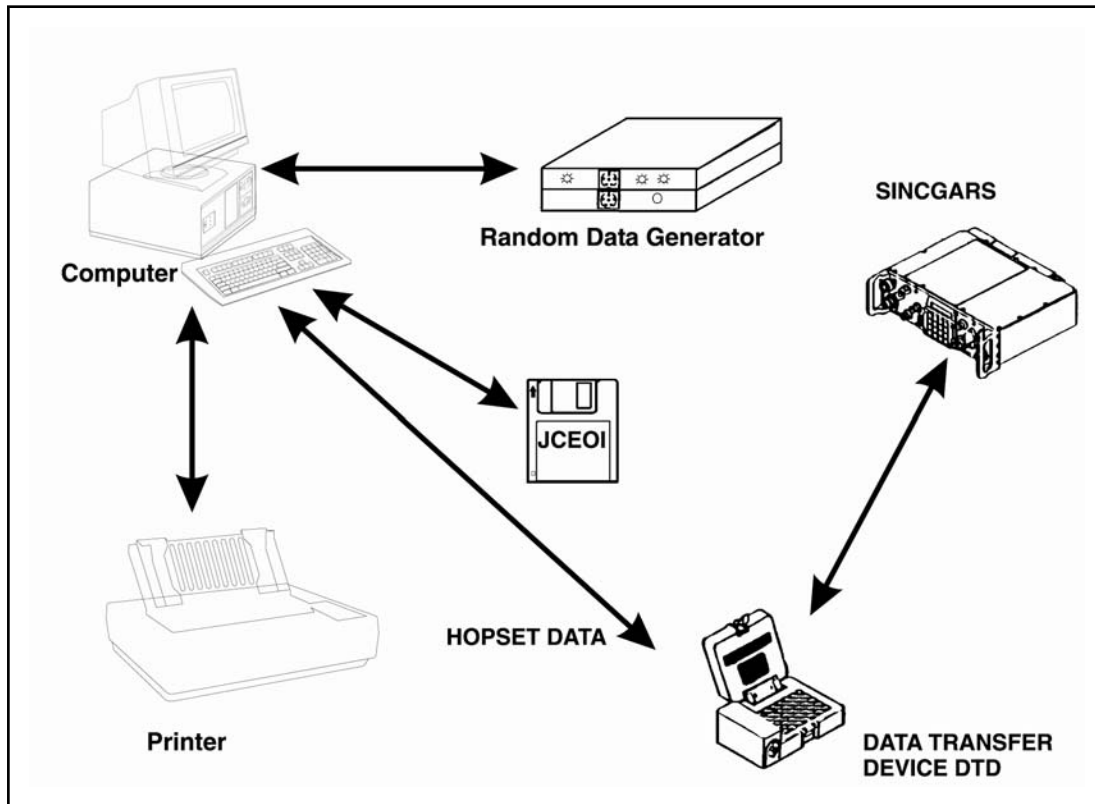 SINCGARS
Random Data Generator
Computer
JCEOI
HOPSET DATA
Printer
DATA TRANSFER
DEVICE DTD